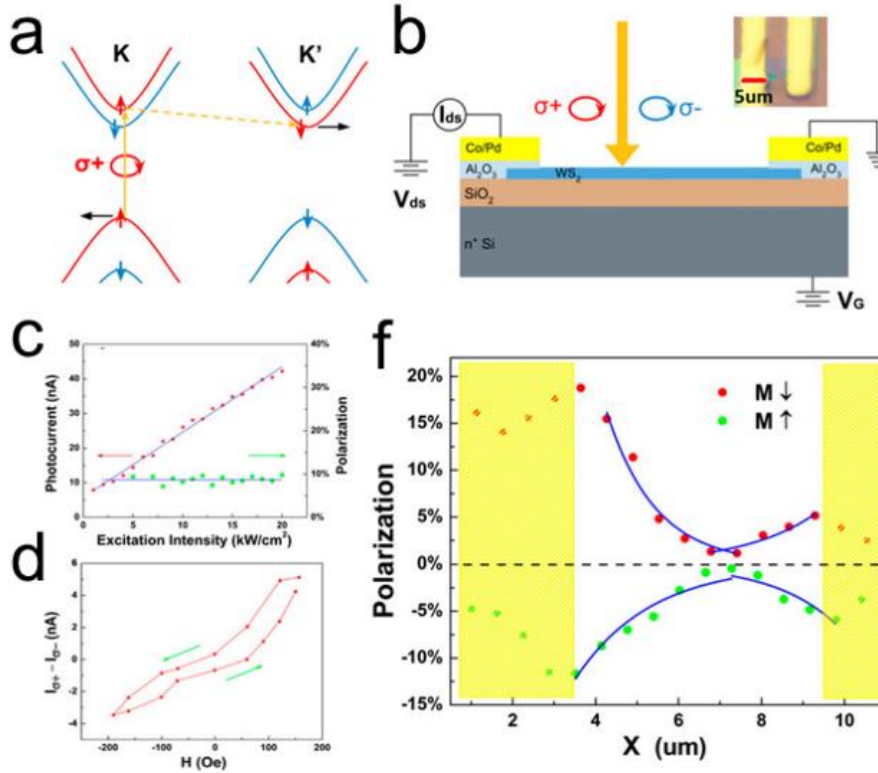 a
K
K'
σ+
b
σ+
σ-
5um
Ids
Vds
Co/Pd
Co/Pd
Al2O3
WS2
Al2O3
SiO2
n+ Si
VG
c
Photocurrent (nA)
50
40
30
20
10
0
40%
30%
20%
10%
0%
Polarization
0
5
10
15
20
Excitation Intensity (kW/cm2)
d
Iσ+ – Iσ– (nA)
6
4
2
0
-2
-4
-200
-100
0
100
200
H (Oe)
f
Polarization
20%
15%
10%
5%
0%
-5%
-10%
-15%
M ↓
M ↑
2
4
6
8
10
X (um)